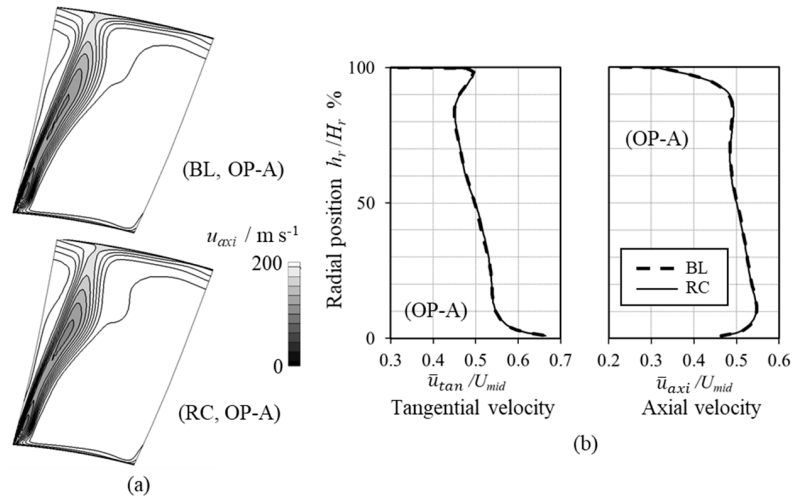 (a)
(BL, OP-A)
u_axi / m s⁻¹
200
0
(RC, OP-A)
(a)
Radial position h_r/H_r %
100
50
0
(OP-A)
0.3 0.4 0.5 0.6 0.7
ū_tan /U_mid
Tangential velocity
(OP-A)
BL
RC
0.2 0.3 0.4 0.5 0.6
ū_axi /U_mid
Axial velocity
(b)